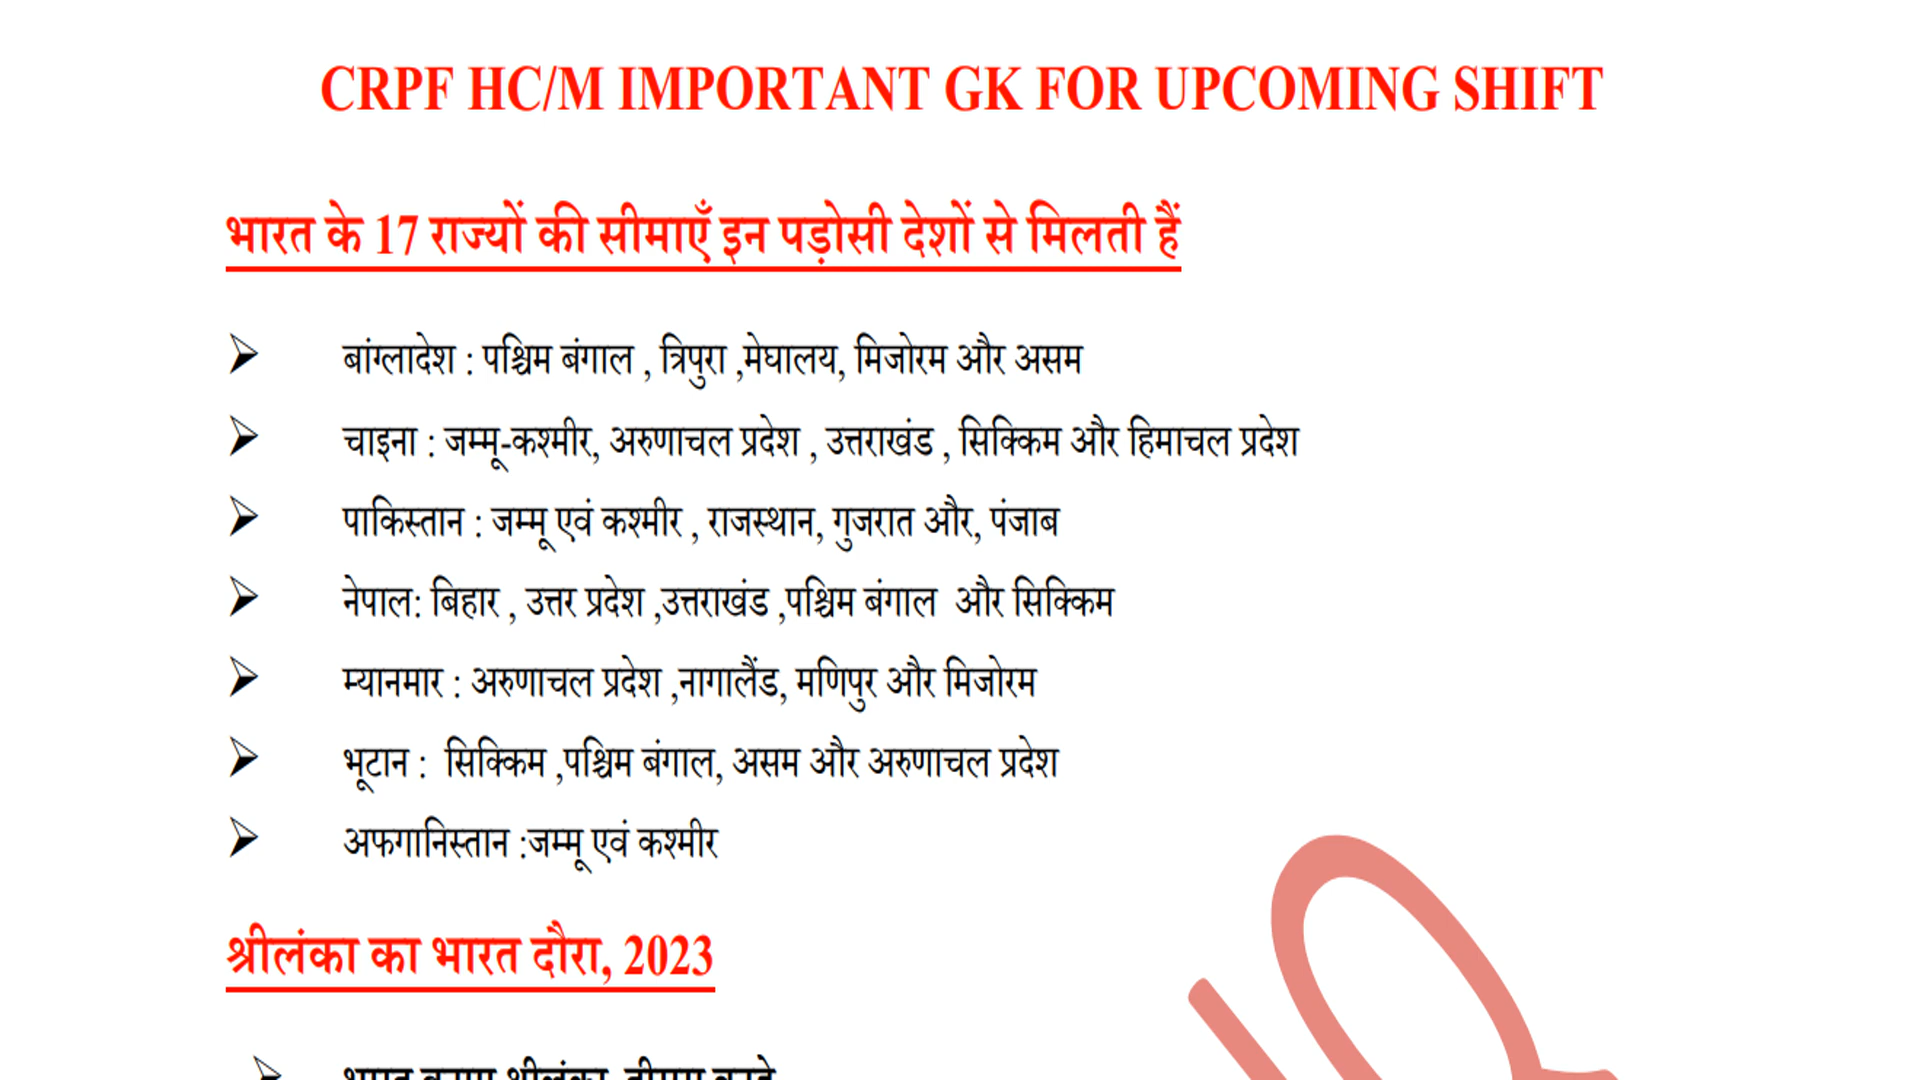 CRPF HC/M IMPORTANT GK FOR UPCOMING SHIFT
भारत के 17 राज्यों की सीमाएँ इन पड़ोसी देशों से मिलती हैं
➢ बांग्लादेश : पश्चिम बंगाल , त्रिपुरा ,मेघालय, मिजोरम और असम
➢ चाइना : जम्मू-कश्मीर, अरुणाचल प्रदेश , उत्तराखंड , सिक्किम और हिमाचल प्रदेश
➢ पाकिस्तान : जम्मू एवं कश्मीर , राजस्थान, गुजरात और, पंजाब
➢ नेपाल: बिहार , उत्तर प्रदेश ,उत्तराखंड ,पश्चिम बंगाल और सिक्किम
➢ म्यानमार : अरुणाचल प्रदेश ,नागालैंड, मणिपुर और मिजोरम
➢ भूटान : सिक्किम ,पश्चिम बंगाल, असम और अरुणाचल प्रदेश
➢ अफगानिस्तान :जम्मू एवं कश्मीर
श्रीलंका का भारत दौरा, 2023